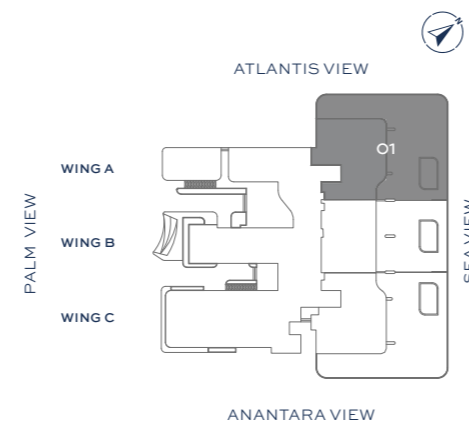 N
ATLANTIS VIEW
01
WING A
PALM VIEW
WING B
SEA VIEW
WING C
ANANTARA VIEW